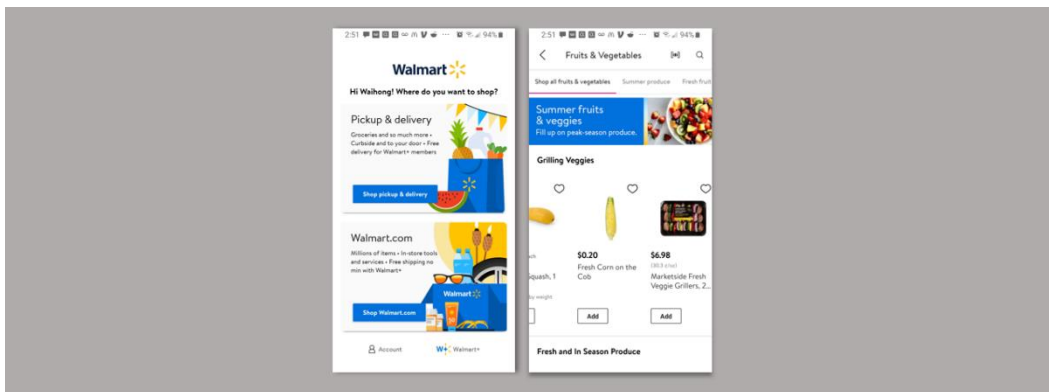 2:51
94%
Walmart
Hi Waihong! Where do you want to shop?
Pickup & delivery
Groceries and so much more •
Curbside and to your door • Free
delivery for Walmart+ members
Shop pickup & delivery
Walmart.com
Millions of items • In-store tools
and services • Free shipping no
min with Walmart+
Walmart
Shop Walmart.com
Account
W+ Walmart+
2:51
94%
Fruits & Vegetables
Shop all fruits & vegetables Summer produce Fresh fruit
Summer fruits
& veggies
Fill up on peak-season produce.
Grilling Veggies
$0.20
Fresh Corn on the
Cob
Add
$6.98
Marketside Fresh
Veggie Grillers, 2...
Add
Squash, 1
by weight
Fresh and In Season Produce